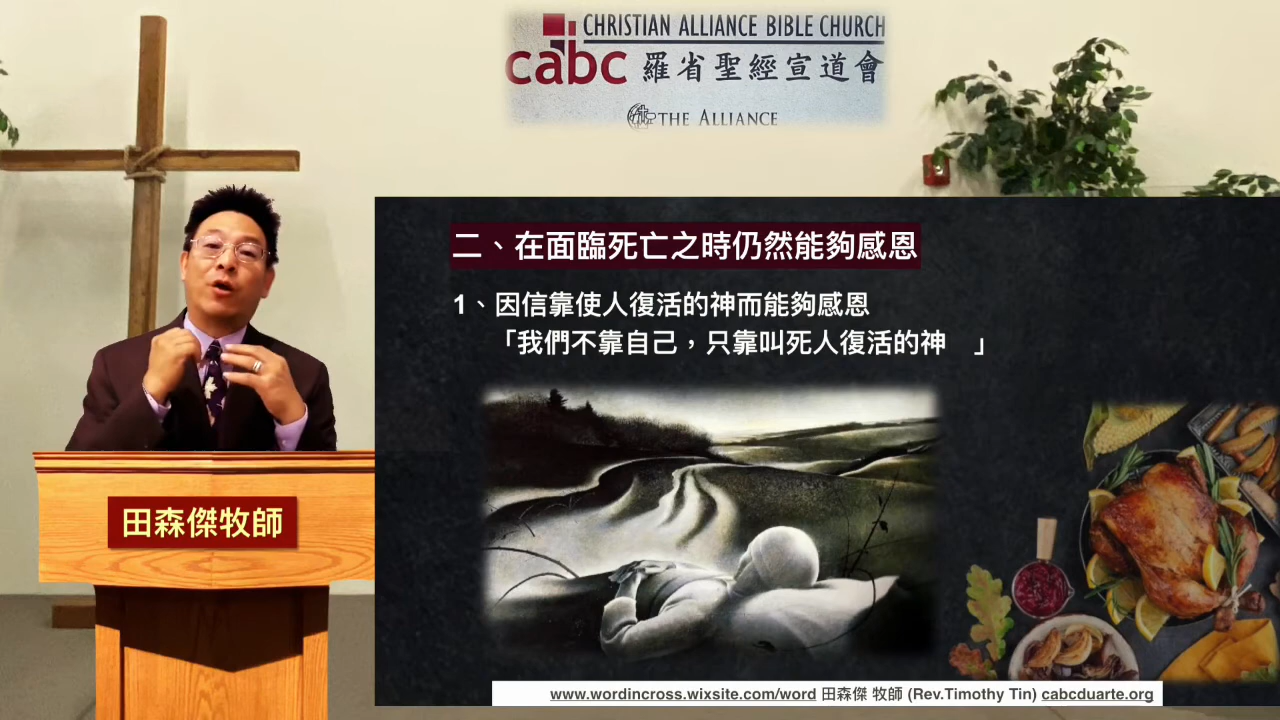 CHRISTIAN ALLIANCE BIBLE CHURCH
cabc 羅省聖經宣道會
THE ALLIANCE
二、在面臨死亡之時仍然能夠感恩
1、因信靠使人復活的神而能夠感恩
「我們不靠自己，只靠叫死人復活的神　」
田森傑牧師
www.wordincross.wixsite.com/word 田森傑 牧師 (Rev.Timothy Tin) cabcduarte.org